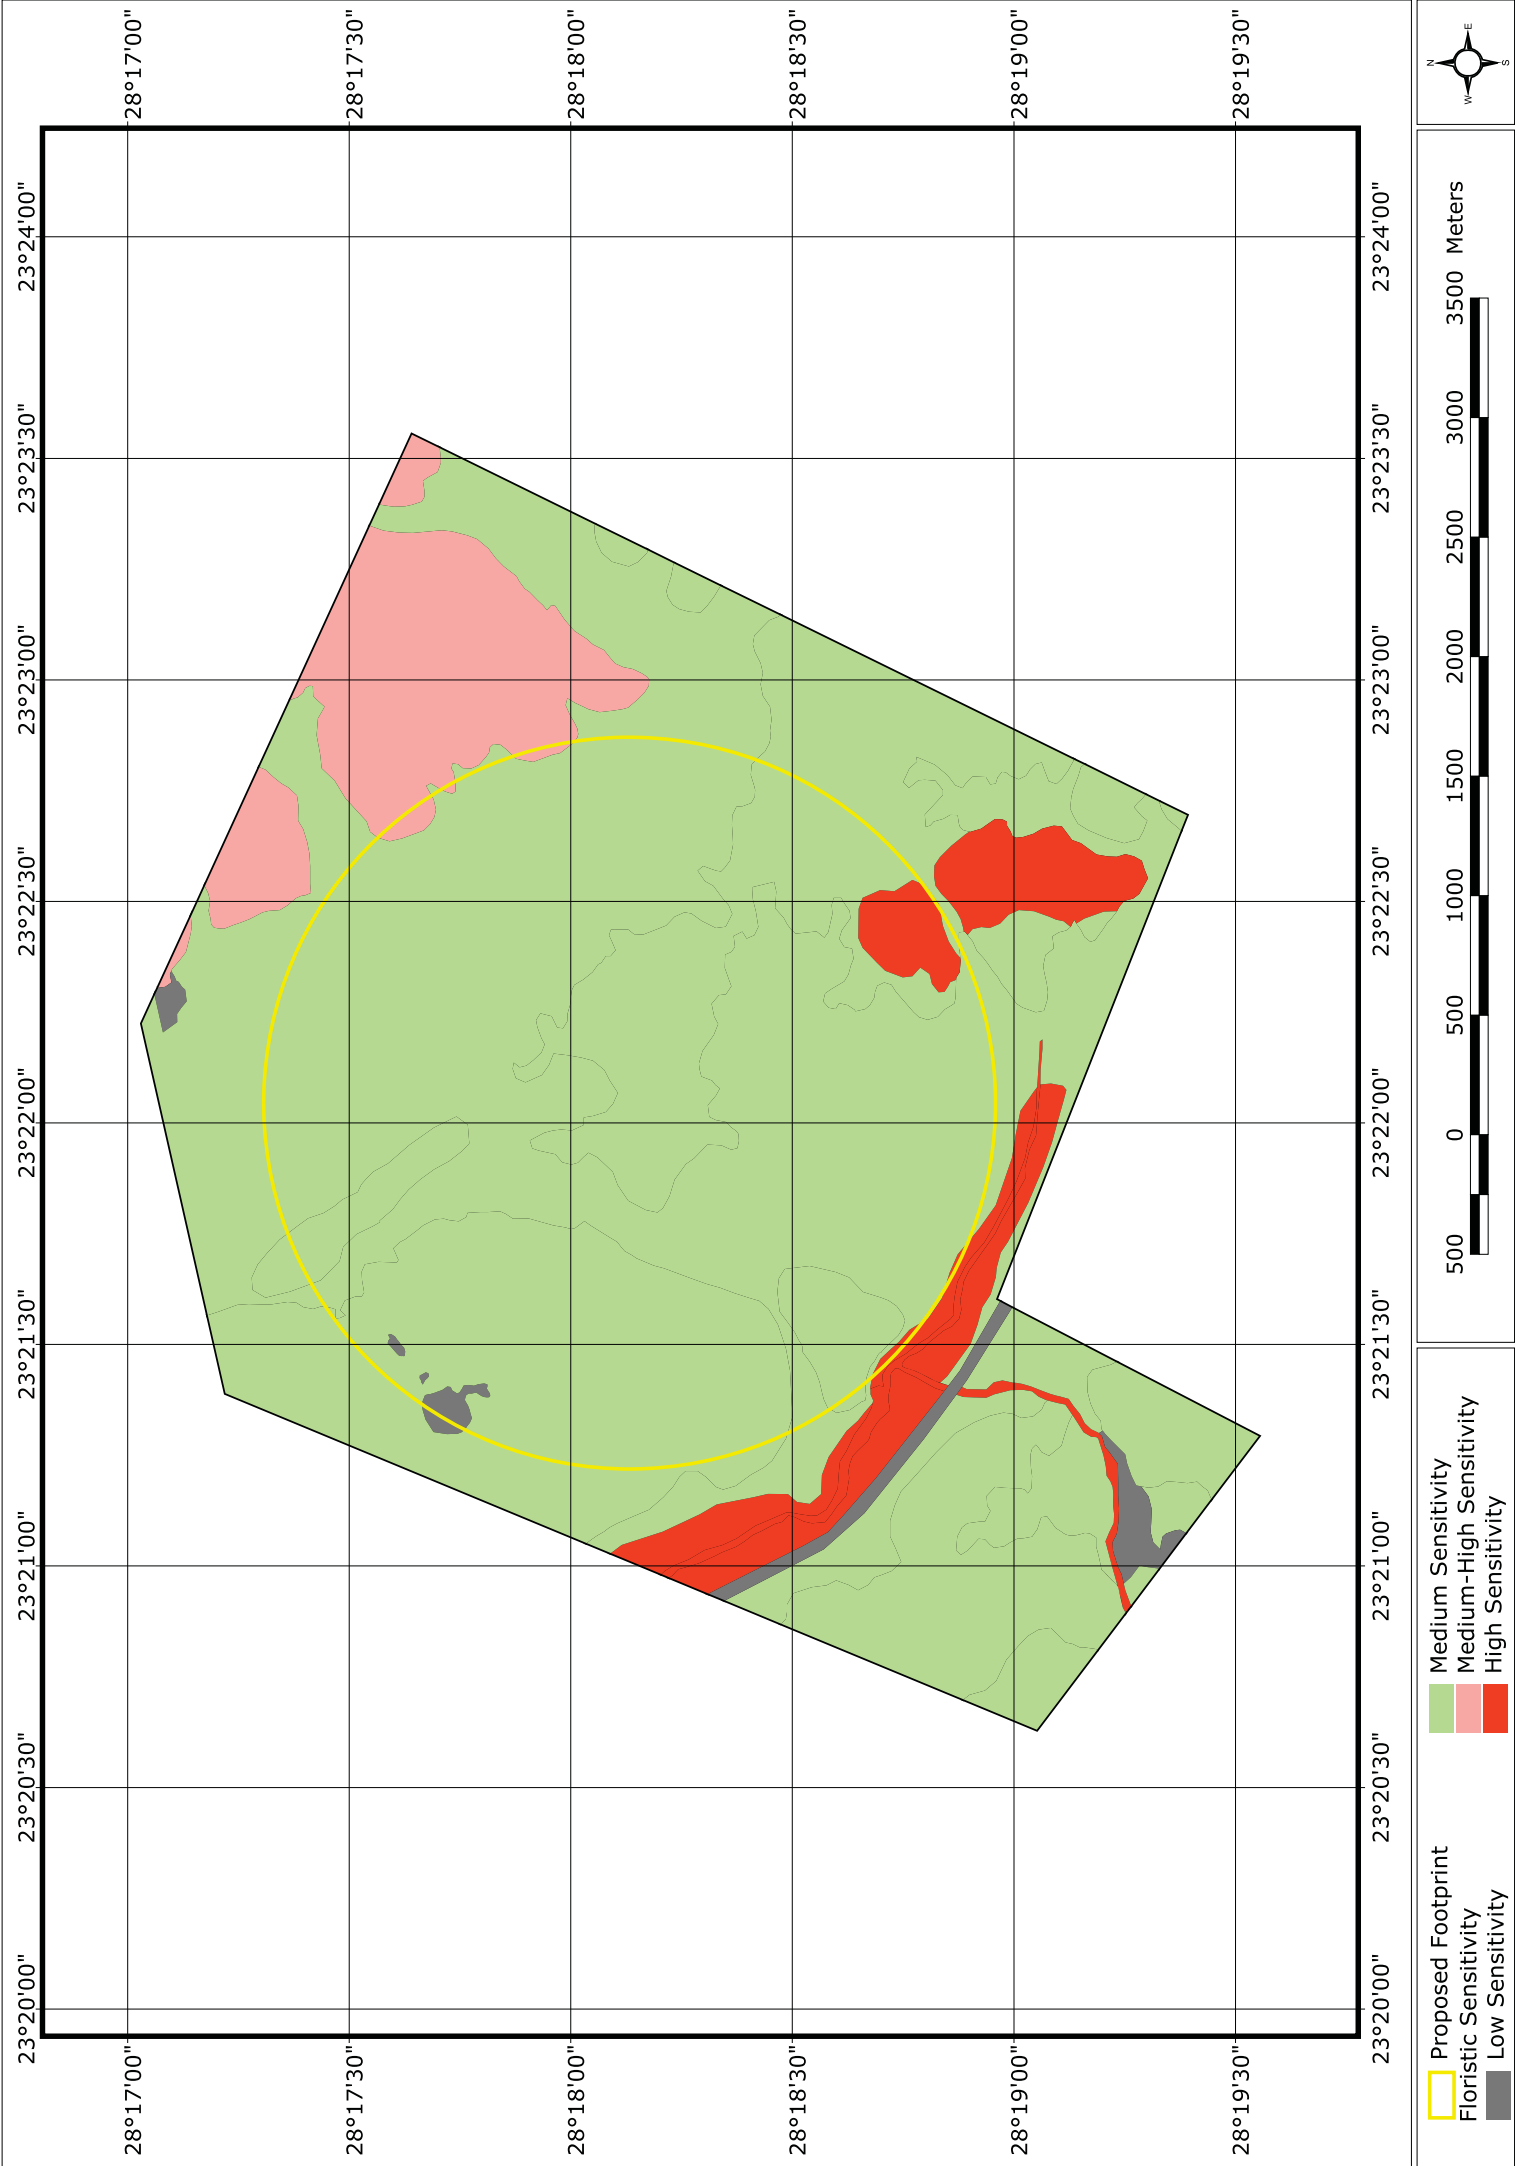 23°20'00"
23°20'30"
23°21'00"
23°21'30"
23°22'00"
23°22'30"
23°23'00"
23°23'30"
23°24'00"
28°17'00"
28°17'00"
28°17'30"
28°17'30"
28°18'00"
28°18'00"
28°18'30"
28°18'30"
28°19'00"
28°19'00"
28°19'30"
28°19'30"
23°20'00"
23°20'30"
23°21'00"
23°21'30"
23°22'00"
23°22'30"
23°23'00"
23°23'30"
23°24'00"
Proposed Footprint
Floristic Sensitivity
Low Sensitivity
Medium Sensitivity
Medium-High Sensitivity
High Sensitivity
500 0 500 1000 1500 2000 2500 3000 3500 Meters
N
W
E
S